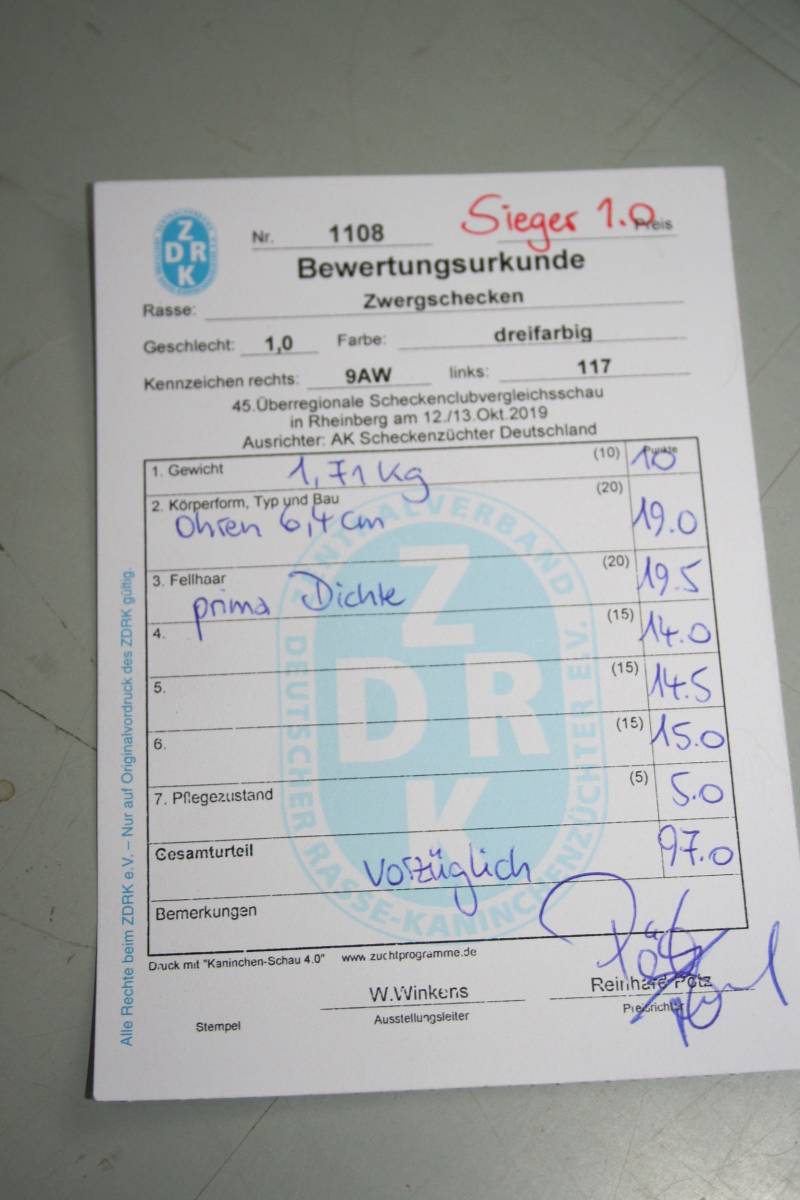 Z
DRK
K
Nr. 1108 Sieger 1.0 Preis
Bewertungsurkunde
Rasse: Zwergschecken
Geschlecht: 1,0 Farbe: dreifarbig
Kennzeichen rechts: 9AW links: 117
45.Überregionale Scheckenclubvergleichsschau
in Rheinberg am 12./13.Okt.2019
Ausrichter: AK Scheckenzüchter Deutschland
Punkte
1. Gewicht 1,71 kg (10) 10
2. Körperform, Typ und Bau (20) 19.0
Ohren 6,4 cm
3. Fellhaar prima Dichte (20) 19.5
4. (15) 14.0
5. (15) 14.5
6. (15) 15.0
7. Pflegezustand (5) 5.0
Gesamturteil vorzüglich 97.0
Bemerkungen
Druck mit "Kaninchen-Schau 4.0" www.zuchtprogramme.de
W.Winkens Reinhard Pötz
Stempel Ausstellungsleiter Preisrichter
Alle Rechte beim ZDRK e.V. – Nur auf Originalvordruck des ZDRK gültig.
ZENTRALVERBAND
DEUTSCHER RASSE-KANINCHENZÜCHTER E.V.
Z
DRK
K